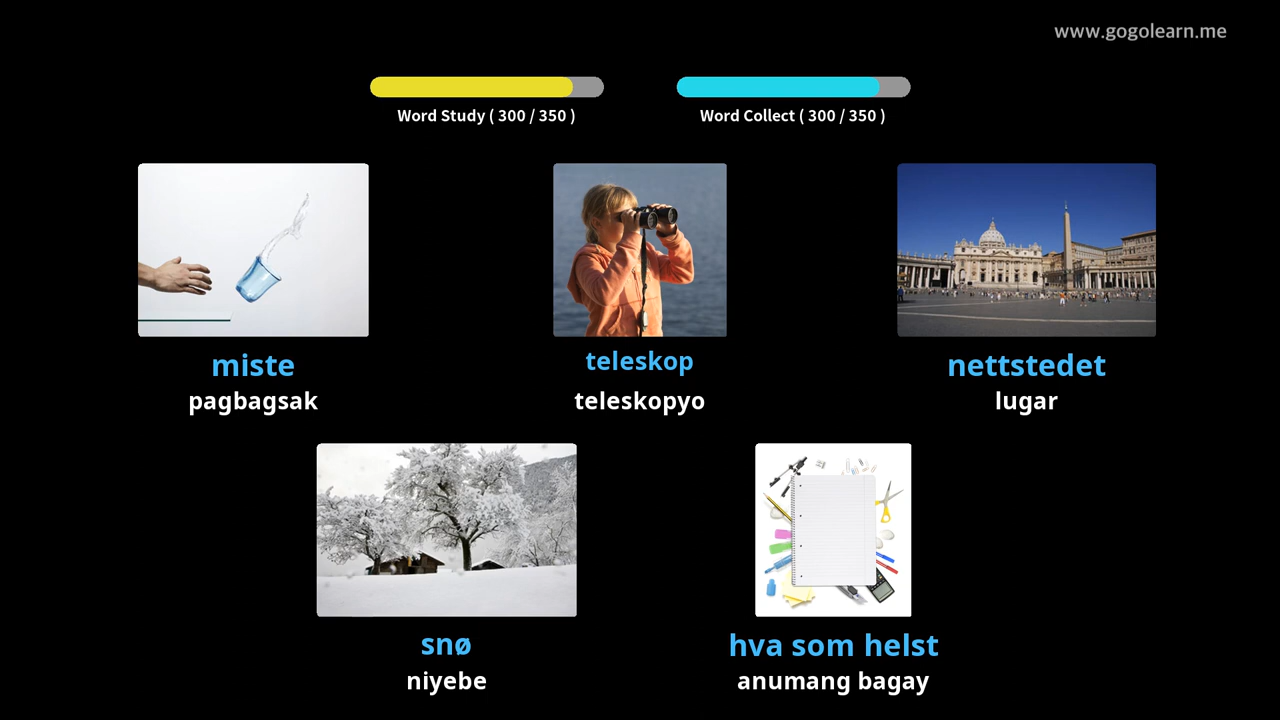 www.gogolearn.me
Word Study ( 300 / 350 )
Word Collect ( 300 / 350 )
miste
pagbagsak
teleskop
teleskopyo
nettstedet
lugar
snø
niyebe
hva som helst
anumang bagay